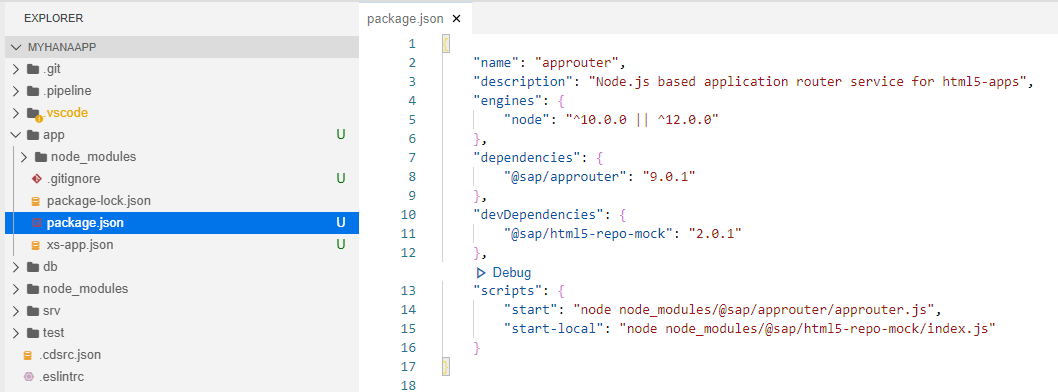 EXPLORER
MYHANAAPP
.git
.pipeline
.vscode
app U
node_modules
.gitignore U
package-lock.json
package.json U
xs-app.json U
db
node_modules
srv
test
.cdsrc.json
.eslintrc
package.json ×
1 {
2 "name": "approuter",
3 "description": "Node.js based application router service for html5-apps",
4 "engines": {
5 "node": "^10.0.0 || ^12.0.0"
6 },
7 "dependencies": {
8 "@sap/approuter": "9.0.1"
9 },
10 "devDependencies": {
11 "@sap/html5-repo-mock": "2.0.1"
12 },
Debug
13 "scripts": {
14 "start": "node node_modules/@sap/approuter/approuter.js",
15 "start-local": "node node_modules/@sap/html5-repo-mock/index.js"
16 }
17 }
18